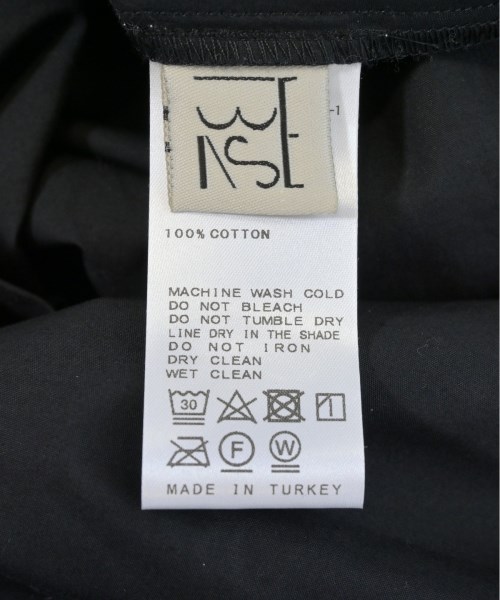 -1
100% COTTON
MACHINE WASH COLD
DO NOT BLEACH
DO NOT TUMBLE DRY
LINE DRY IN THE SHADE
DO NOT IRON
DRY CLEAN
WET CLEAN
30
F W
MADE IN TURKEY